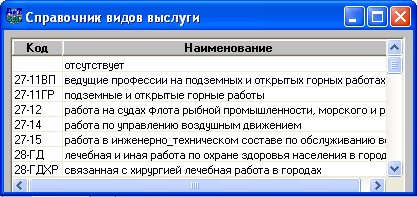 Справочник видов выслуги
Код Наименование
отсутствует
27-11ВП ведущие профессии на подземных и открытых горных работах
27-11ГР подземные и открытые горные работы
27-12 работа на судах флота рыбной промышленности, морского и р
27-14 работа по управлению воздушным движением
27-15 работа в инженерно_техническом составе по обслуживанию во
28-ГД лечебная и иная работа по охране здоровья населения в город
28-ГДХР связанная с хирургией лечебная работа в городах